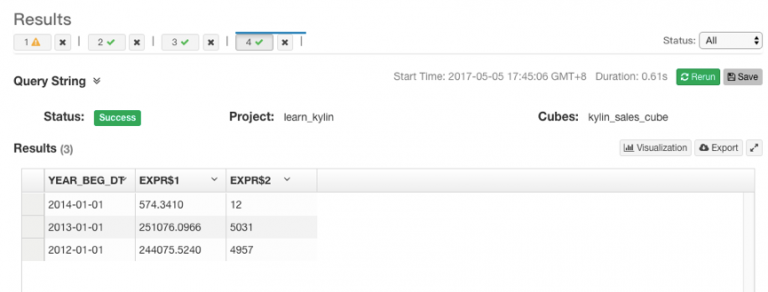 Results
1 2 3 4
Status: All
Query String
Start Time: 2017-05-05 17:45:06 GMT+8 Duration: 0.61s Rerun Save
Status: Success Project: learn_kylin Cubes: kylin_sales_cube
Results (3) Visualization Export
YEAR_BEG_DT EXPR$1 EXPR$2
2014-01-01 574.3410 12
2013-01-01 251076.0966 5031
2012-01-01 244075.5240 4957